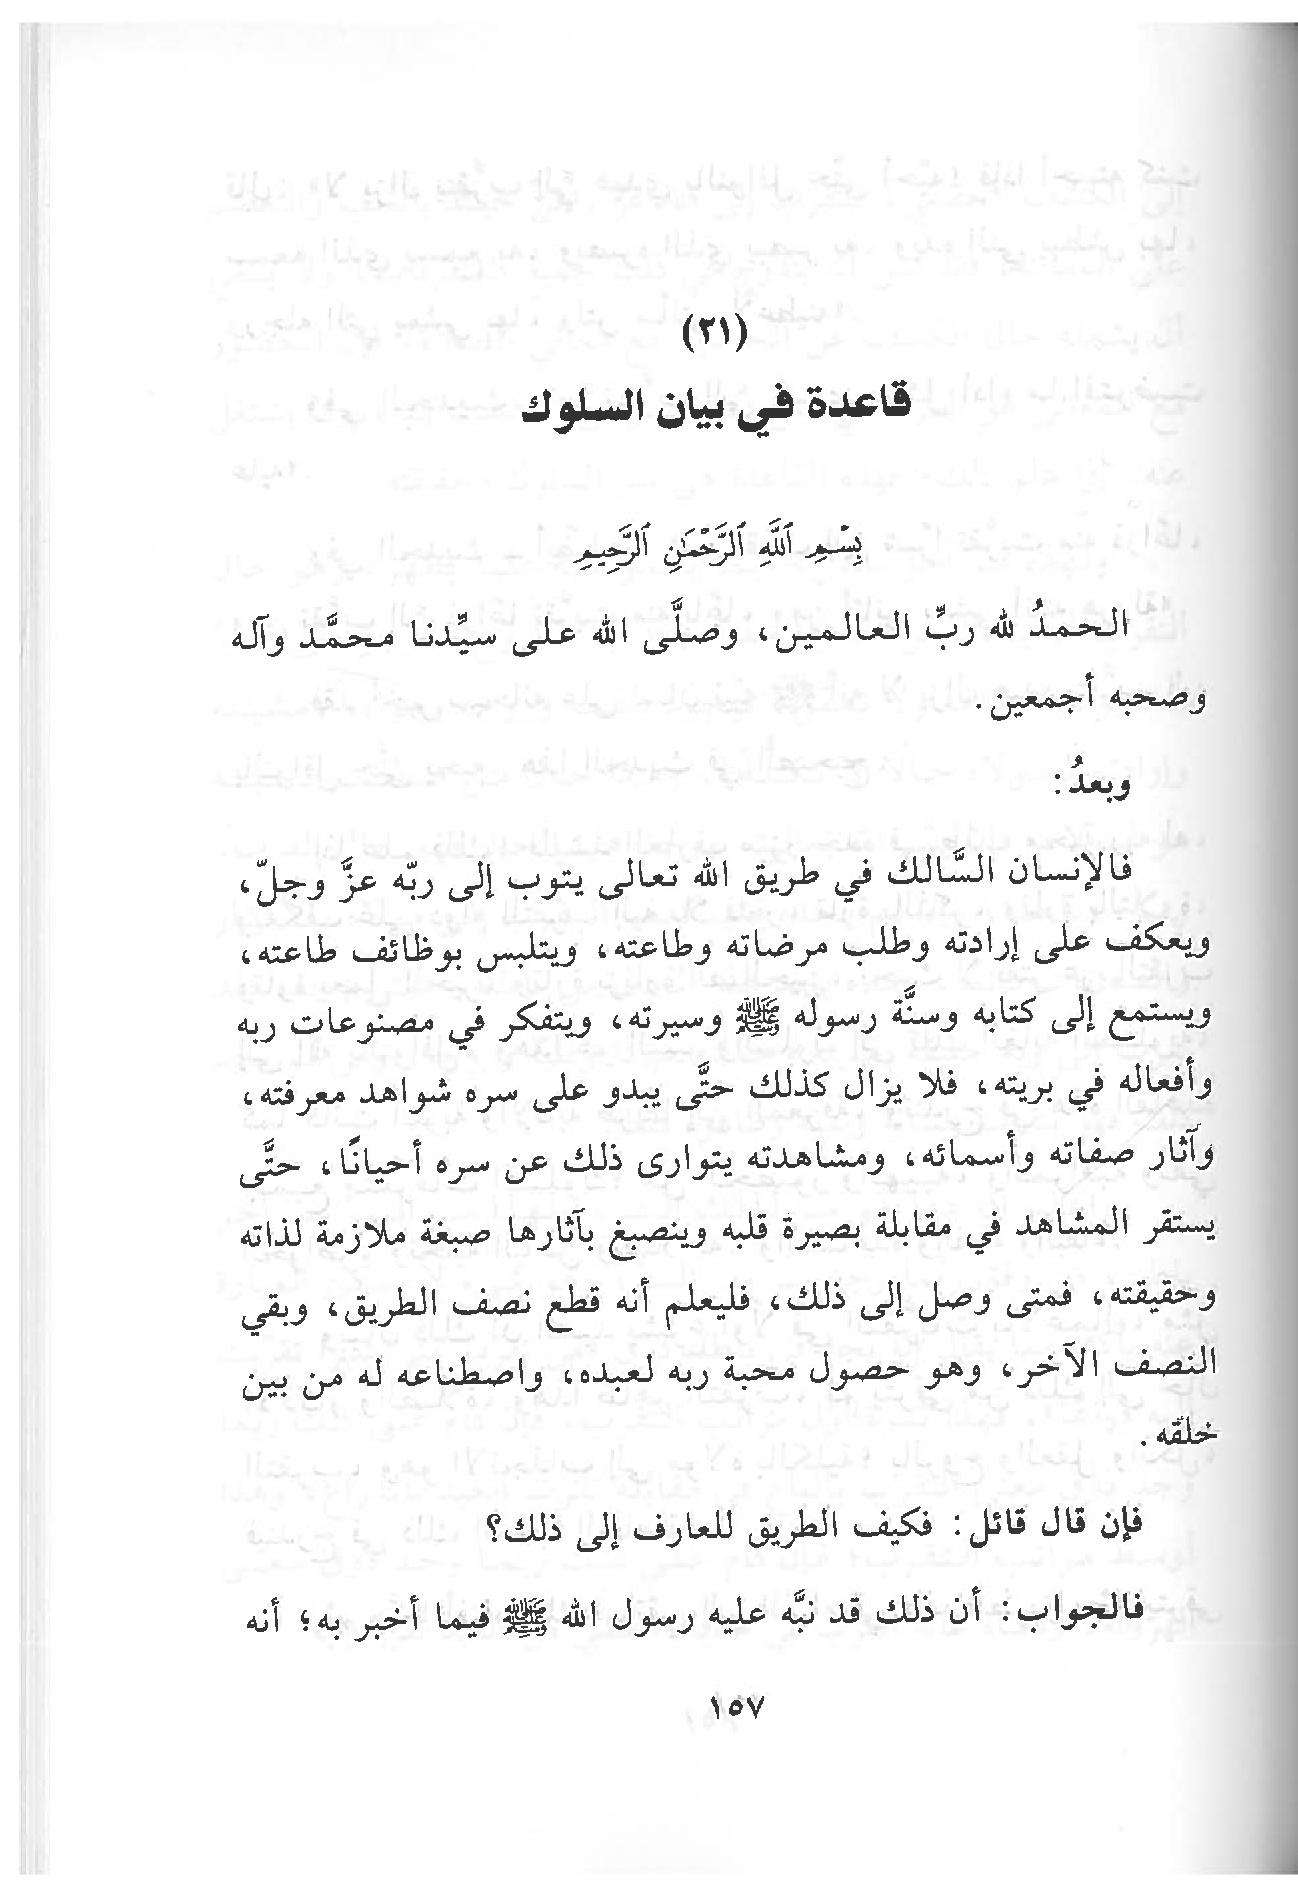 (٢١)
قاعدة في بيان السلوك
بِسْمِ ٱللَّهِ ٱلرَّحْمَٰنِ ٱلرَّحِيمِ
الحمدُ لله ربِّ العالمين، وصلَّى الله على سيِّدنا محمَّد وآله
وصحبه أجمعين.
وبعدُ:
فالإنسان السَّالك في طريق الله تعالى يتوب إلى ربّه عزَّ وجلّ،
ويعكف على إرادته وطلب مرضاته وطاعته، ويتلبس بوظائف طاعته،
ويستمع إلى كتابه وسنَّة رسوله ﷺ وسيرته، ويتفكر في مصنوعات ربه
وأفعاله في بريته، فلا يزال كذلك حتَّى يبدو على سره شواهد معرفته،
وآثار صفاته وأسمائه، ومشاهدته يتوارى ذلك عن سره أحيانًا، حتَّى
يستقر المشاهد في مقابلة بصيرة قلبه وينصبغ بآثارها صبغة ملازمة لذاته
وحقيقته، فمتى وصل إلى ذلك، فليعلم أنه قطع نصف الطريق، وبقي
النصف الآخر، وهو حصول محبة ربه لعبده، واصطناعه له من بين
خلقه.
فإن قال قائل: فكيف الطريق للعارف إلى ذلك؟
فالجواب: أن ذلك قد نبَّه عليه رسول الله ﷺ فيما أخبر به؛ أنه
١٥٧